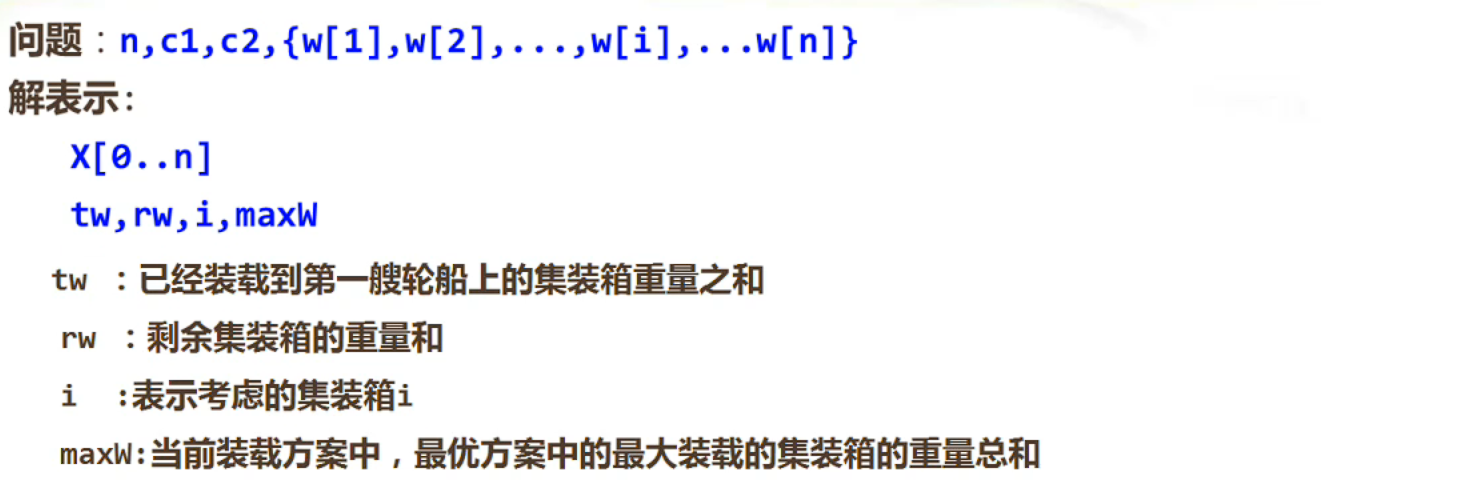 问题：n,c1,c2,{w[1],w[2],...,w[i],...w[n]}
解表示:
X[0..n]
tw,rw,i,maxW
tw ：已经装载到第一艘轮船上的集装箱重量之和
rw ：剩余集装箱的重量和
i :表示考虑的集装箱i
maxW:当前装载方案中，最优方案中的最大装载的集装箱的重量总和